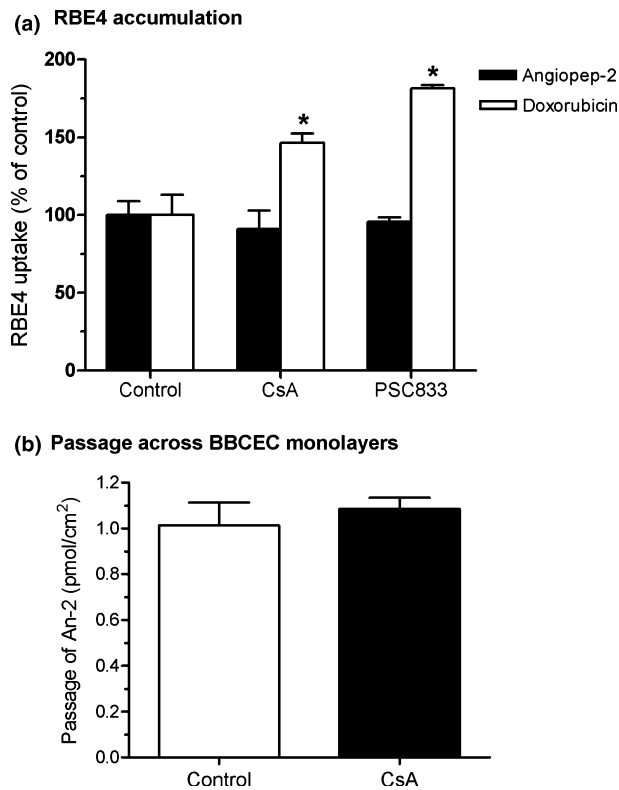 (a) RBE4 accumulation
RBE4 uptake (% of control)
200
150
100
50
0
*
*
Angiopep-2
Doxorubicin
Control
CsA
PSC833
(b) Passage across BBCEC monolayers
Passage of An-2 (pmol/cm²)
1.2
1.0
0.8
0.6
0.4
0.2
0.0
Control
CsA